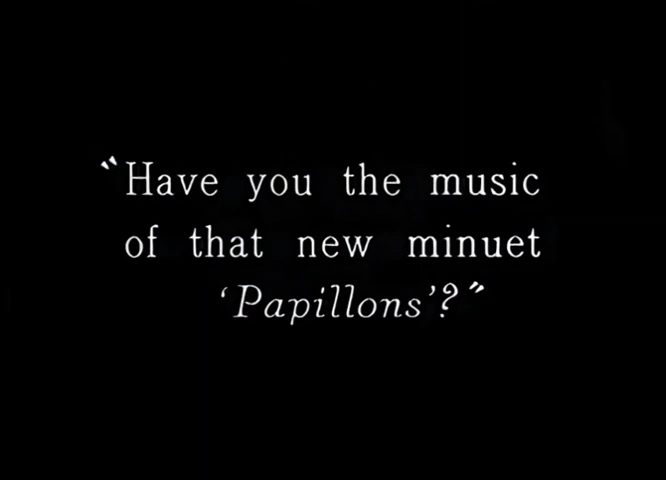 “Have you the music
of that new minuet
‘Papillons’?”